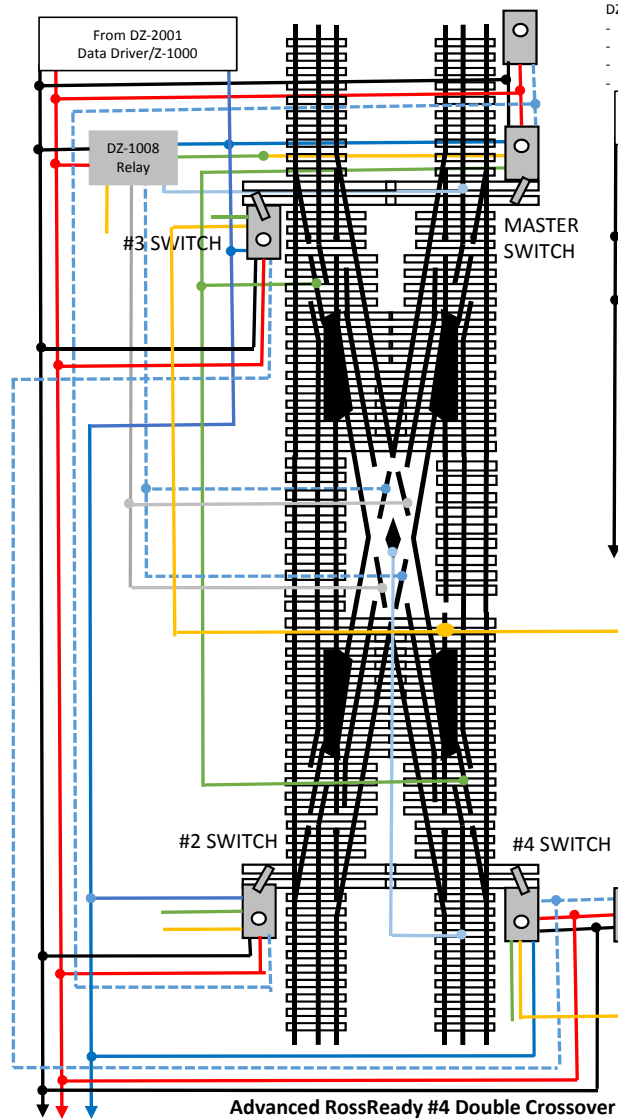 DZ
-
-
-
-
From DZ-2001
Data Driver/Z-1000
DZ-1008
Relay
#3 SWITCH
MASTER
SWITCH
#2 SWITCH
#4 SWITCH
Advanced RossReady #4 Double Crossover